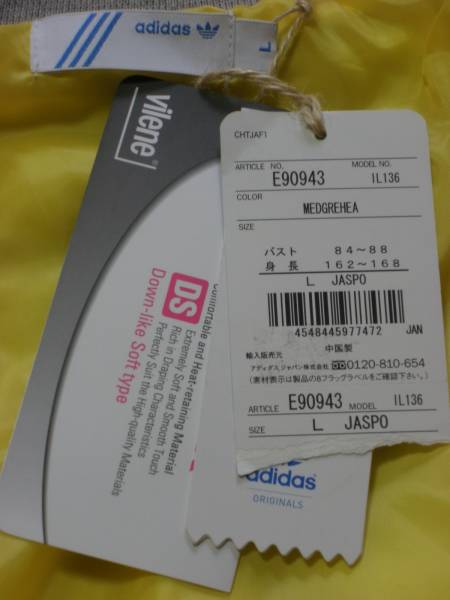 adidas
L
vilene®
DS
Down-like Soft type
Comfortable and Heat-retaining Material
Extremely Soft and Smooth Touch
Rich in Draping Characteristics
Perfectly Suit the High-quality Materials
CHTJAF1
ARTICLE NO. MODEL NO.
E90943 IL136
COLOR
MEDGREHEA
SIZE
バスト 84～88
身長 162～168
L JASPO
4548445977472 JAN
中国製
輸入販売元
アディダスジャパン株式会社 0120-810-654
(素材表示は製品の8フラッグラベルをご確認下さい。)
ARTICLE E90943 MODEL IL136
SIZE L JASPO
adidas
ORIGINALS